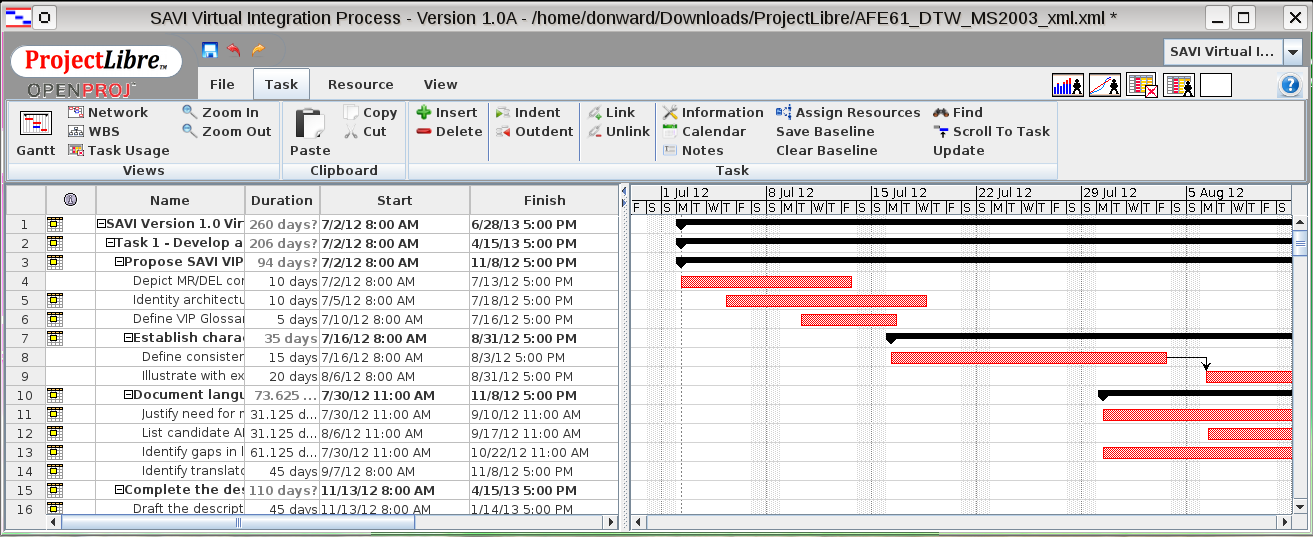 SAVI Virtual Integration Process - Version 1.0A - /home/donward/Downloads/ProjectLibre/AFE61_DTW_MS2003_xml.xml *
ProjectLibre™
OPENPROJ
SAVI Virtual I...
File Task Resource View
Network Zoom In Copy Insert Indent Link Information Assign Resources Find
WBS Zoom Out Cut Delete Outdent Unlink Calendar Save Baseline Scroll To Task
Gantt Task Usage Paste Notes Clear Baseline Update
Views Clipboard Task
1 Jul 12 8 Jul 12 15 Jul 12 22 Jul 12 29 Jul 12 5 Aug 12
Name Duration Start Finish F S S M T W T F S S M T W T F S S M T W T F S S M T W T F S S M T W T F S S M T W T F S
1 SAVI Version 1.0 Vir 260 days? 7/2/12 8:00 AM 6/28/13 5:00 PM
2 Task 1 - Develop a 206 days? 7/2/12 8:00 AM 4/15/13 5:00 PM
3 Propose SAVI VIP 94 days? 7/2/12 8:00 AM 11/8/12 5:00 PM
4 Depict MR/DEL cor 10 days 7/2/12 8:00 AM 7/13/12 5:00 PM
5 Identity architectu 10 days 7/5/12 8:00 AM 7/18/12 5:00 PM
6 Define VIP Glossar 5 days 7/10/12 8:00 AM 7/16/12 5:00 PM
7 Establish chara 35 days 7/16/12 8:00 AM 8/31/12 5:00 PM
8 Define consister 15 days 7/16/12 8:00 AM 8/3/12 5:00 PM
9 Illustrate with ex 20 days 8/6/12 8:00 AM 8/31/12 5:00 PM
10 Document langu 73.625 ... 7/30/12 11:00 AM 11/8/12 5:00 PM
11 Justify need for r 31.125 d... 7/30/12 11:00 AM 9/10/12 11:00 AM
12 List candidate AI 31.125 d... 8/6/12 11:00 AM 9/17/12 11:00 AM
13 Identify gaps in l 61.125 d... 7/30/12 11:00 AM 10/22/12 11:00 AM
14 Identify translato 45 days 9/7/12 8:00 AM 11/8/12 5:00 PM
15 Complete the des 110 days? 11/13/12 8:00 AM 4/15/13 5:00 PM
16 Draft the descript 45 days 11/13/12 8:00 AM 1/14/13 5:00 PM